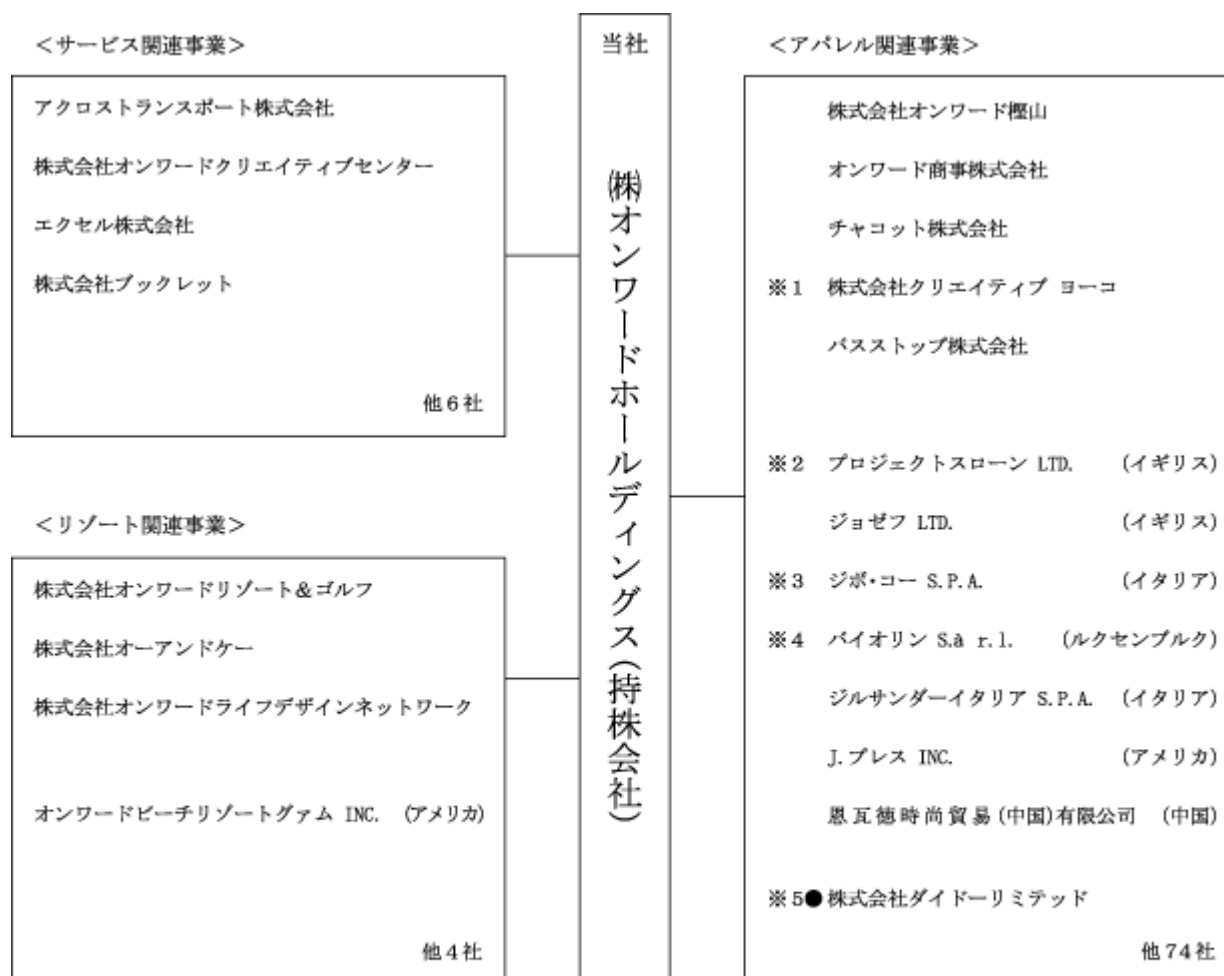 ＜サービス関連事業＞
アクロストランスポート株式会社
株式会社オンワードクリエイティブセンター
エクセル株式会社
株式会社ブックレット
他６社
＜リゾート関連事業＞
株式会社オンワードリゾート＆ゴルフ
株式会社オーアンドケー
株式会社オンワードライフデザインネットワーク
オンワードビーチリゾートグァム INC. (アメリカ)
他４社
当社
㈱オンワードホールディングス(持株会社)
＜アパレル関連事業＞
株式会社オンワード樫山
オンワード商事株式会社
チャコット株式会社
※１ 株式会社クリエイティブ ヨーコ
バスストップ株式会社
※２ プロジェクトスローン LTD. (イギリス)
ジョゼフ LTD. (イギリス)
※３ ジボ・コー S.P.A. (イタリア)
※４ バイオリン S.à r.l. (ルクセンブルク)
ジルサンダーイタリア S.P.A. (イタリア)
J.プレス INC. (アメリカ)
恩瓦徳時尚貿易(中国)有限公司 (中国)
※５● 株式会社ダイドーリミテッド
他74社